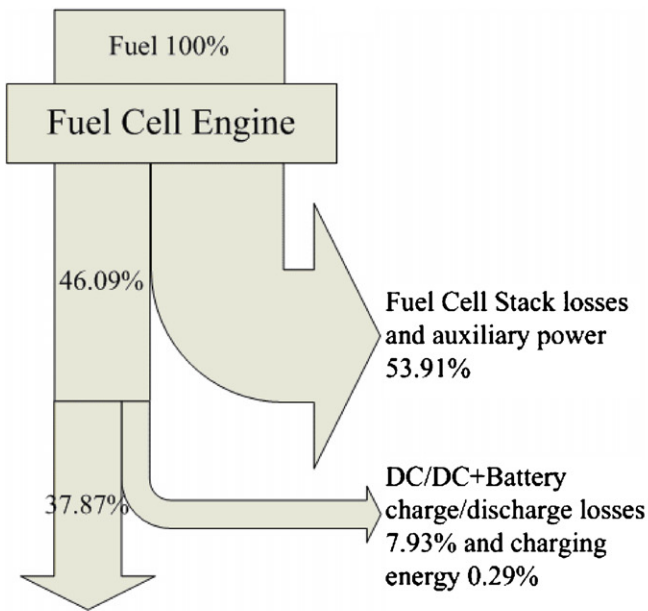 Fuel 100%
Fuel Cell Engine
46.09%
Fuel Cell Stack losses
and auxiliary power
53.91%
37.87%
DC/DC+Battery
charge/discharge losses
7.93% and charging
energy 0.29%